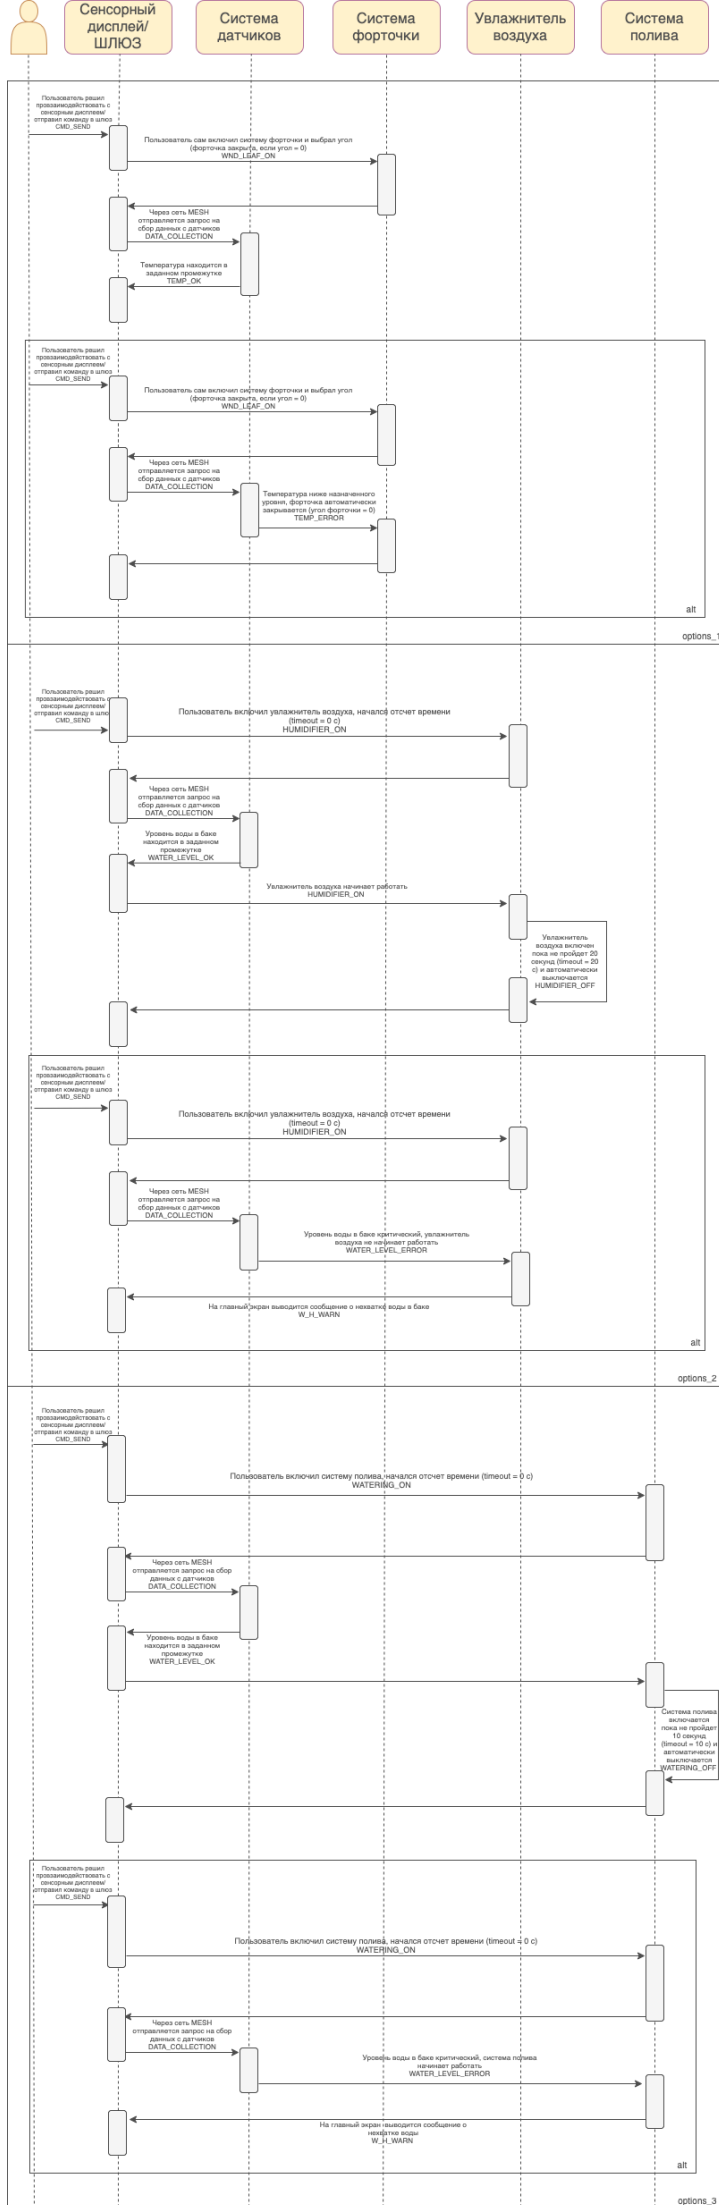 Сенсорный
дисплей/
ШЛЮЗ
Система
датчиков
Система
форточки
Увлажнитель
воздуха
Система
полива
Пользователь решил
провзаимодействовать с
сенсорным дисплеем/
отправил команду в шлюз
CMD_SEND
Пользователь сам включил систему форточки и выбрал угол
(форточка закрыта, если угол = 0)
WND_LEAF_ON
Через сеть MESH
отправляется запрос на
сбор данных с датчиков
DATA_COLLECTION
Температура находится в
заданном промежутке
TEMP_OK
Пользователь решил
провзаимодействовать с
сенсорным дисплеем/
отправил команду в шлюз
CMD_SEND
Пользователь сам включил систему форточки и выбрал угол
(форточка закрыта, если угол = 0)
WND_LEAF_ON
Через сеть MESH
отправляется запрос на
сбор данных с датчиков
DATA_COLLECTION
Температура ниже назначенного
уровня, форточка автоматически
закрывается (угол форточки = 0)
TEMP_ERROR
alt
options_1
Пользователь решил
провзаимодействовать с
сенсорным дисплеем/
отправил команду в шлюз
CMD_SEND
Пользователь включил увлажнитель воздуха, начался отсчет времени
(timeout = 0 с)
HUMIDIFIER_ON
Через сеть MESH
отправляется запрос на
сбор данных с датчиков
DATA_COLLECTION
Уровень воды в баке
находится в заданном
промежутке
WATER_LEVEL_OK
Увлажнитель воздуха начинает работать
HUMIDIFIER_ON
Увлажнитель
воздуха включен
пока не пройдет 20
секунд (timeout = 20
с) и автоматически
выключается
HUMIDIFIER_OFF
Пользователь решил
провзаимодействовать с
сенсорным дисплеем/
отправил команду в шлюз
CMD_SEND
Пользователь включил увлажнитель воздуха, начался отсчет времени
(timeout = 0 с)
HUMIDIFIER_ON
Через сеть MESH
отправляется запрос на
сбор данных с датчиков
DATA_COLLECTION
Уровень воды в баке критический, увлажнитель
воздуха не начинает работать
WATER_LEVEL_ERROR
На главный экран выводится сообщение о нехватке воды в баке
W_H_WARN
alt
options_2
Пользователь решил
провзаимодействовать с
сенсорным дисплеем/
отправил команду в шлюз
CMD_SEND
Пользователь включил систему полива, начался отсчет времени (timeout = 0 с)
WATERING_ON
Через сеть MESH
отправляется запрос на сбор
данных с датчиков
DATA_COLLECTION
Уровень воды в баке
находится в заданном
промежутке
WATER_LEVEL_OK
Система полива
включается
пока не пройдет
10 секунд
(timeout = 10 с) и
автоматически
выключается
WATERING_OFF
Пользователь решил
провзаимодействовать с
сенсорным дисплеем/
отправил команду в шлюз
CMD_SEND
Пользователь включил систему полива, начался отсчет времени (timeout = 0 с)
WATERING_ON
Через сеть MESH
отправляется запрос на сбор
данных с датчиков
DATA_COLLECTION
Уровень воды в баке критический, система полива
начинает работать
WATER_LEVEL_ERROR
На главный экран выводится сообщение о
нехватке воды
W_H_WARN
alt
options_3